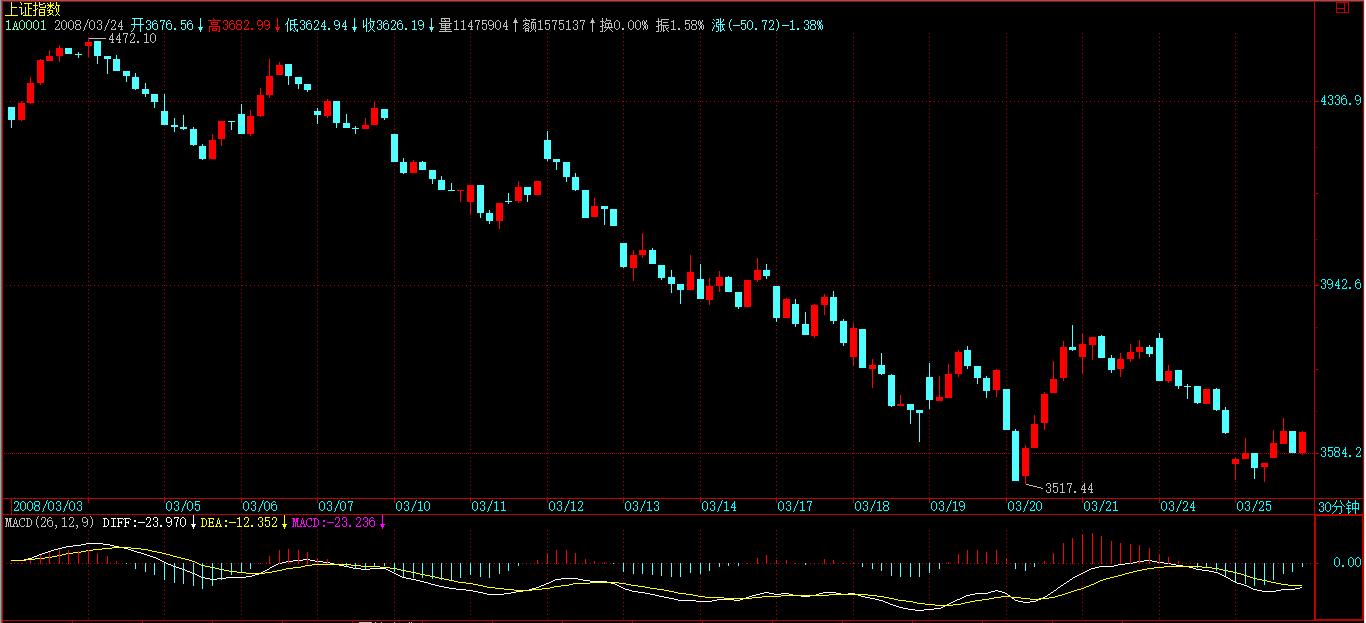 上证指数
1A0001 2008/03/24 开3676.56↓高3682.99↓低3624.94↓收3626.19↓量11475904↑额1575137↑换0.00% 振1.58% 涨(-50.72)-1.38%
4472.10
4336.9
3942.6
3584.2
3517.44
2008/03/03 03/05 03/06 03/07 03/10 03/11 03/12 03/13 03/14 03/17 03/18 03/19 03/20 03/21 03/24 03/25 30分钟
MACD(26,12,9) DIFF:-23.970↓DEA:-12.352↓MACD:-23.236↓
0.00